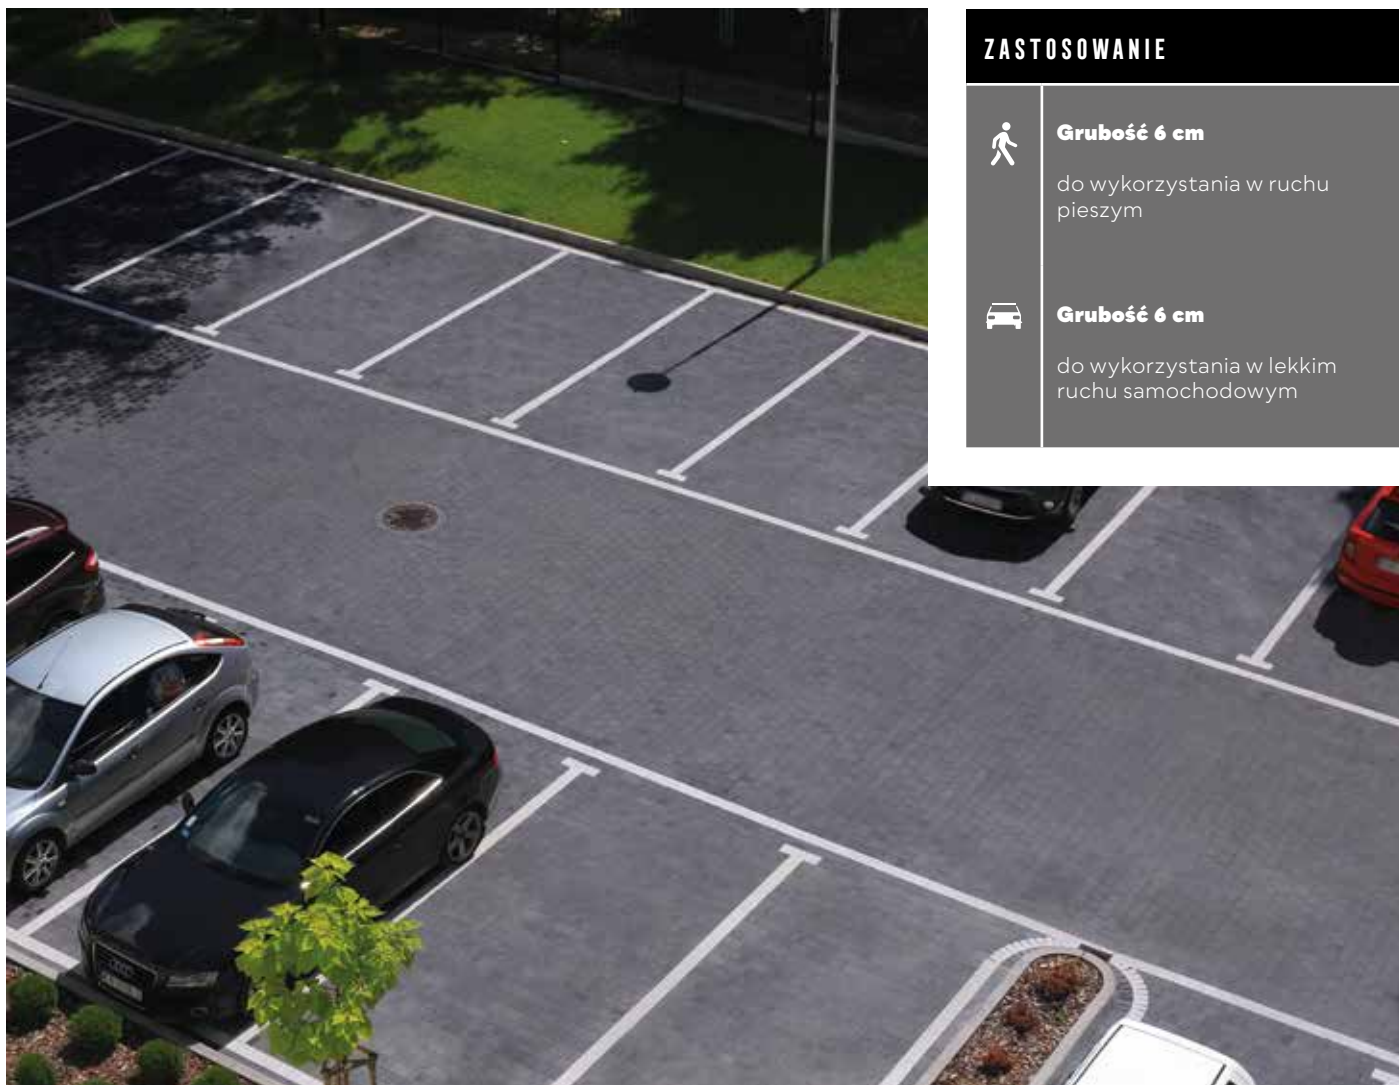 ZASTOSOWANIE
Grubość 6 cm
do wykorzystania w ruchu
pieszym
Grubość 6 cm
do wykorzystania w lekkim
ruchu samochodowym